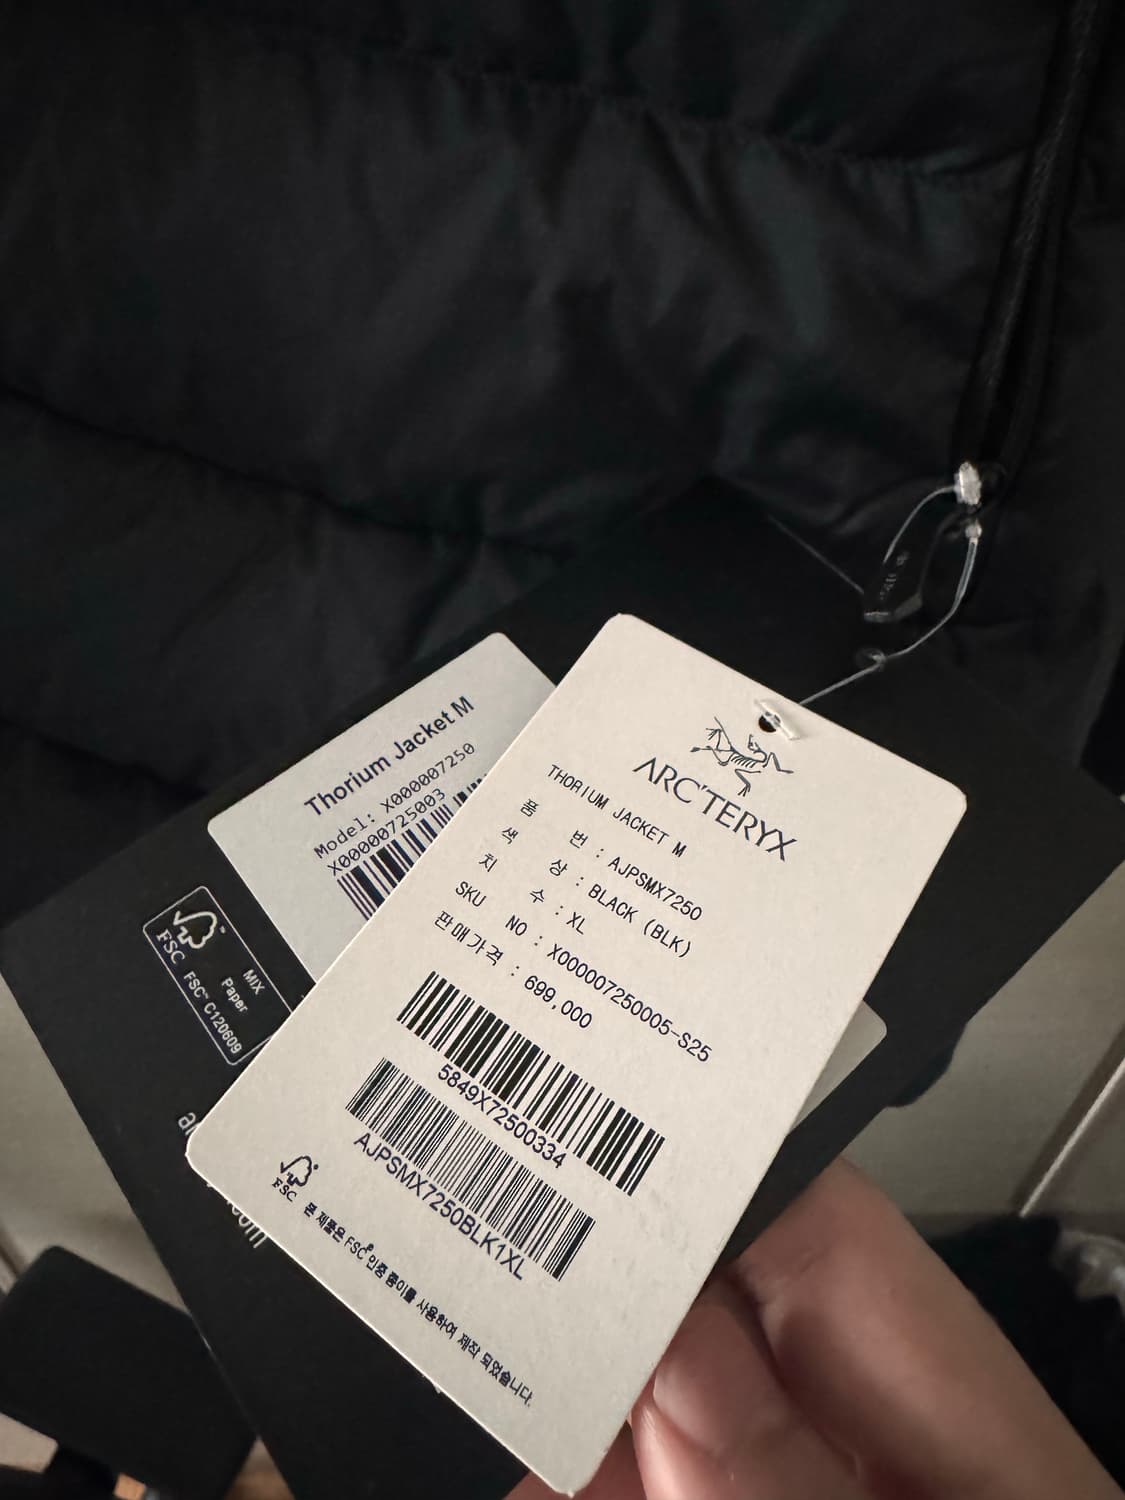 ARC'TERYX
THORIUM JACKET M
품 번 : AJPSMX7250
색 상 : BLACK (BLK)
치 수 : XL
SKU NO : X000007250005-S25
판매가격 : 699,000
5849X72500334
AJPSMX7250BLK1XL
FSC
본 제품은 FSC® 인증 종이를 사용하여 제작 되었습니다.
Thorium Jacket M
Model: X000007250
X00000725003
FSC
MIX
Paper
FSC™ C120609